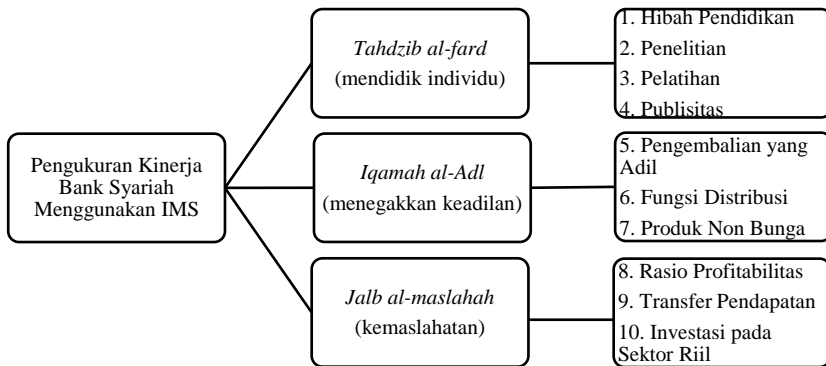 Pengukuran Kinerja
Bank Syariah
Menggunakan IMS
Tahdzib al-fard
(mendidik individu)
1. Hibah Pendidikan
2. Penelitian
3. Pelatihan
4. Publisitas
Iqamah al-Adl
(menegakkan keadilan)
5. Pengembalian yang
Adil
6. Fungsi Distribusi
7. Produk Non Bunga
Jalb al-maslahah
(kemaslahatan)
8. Rasio Profitabilitas
9. Transfer Pendapatan
10. Investasi pada
Sektor Riil